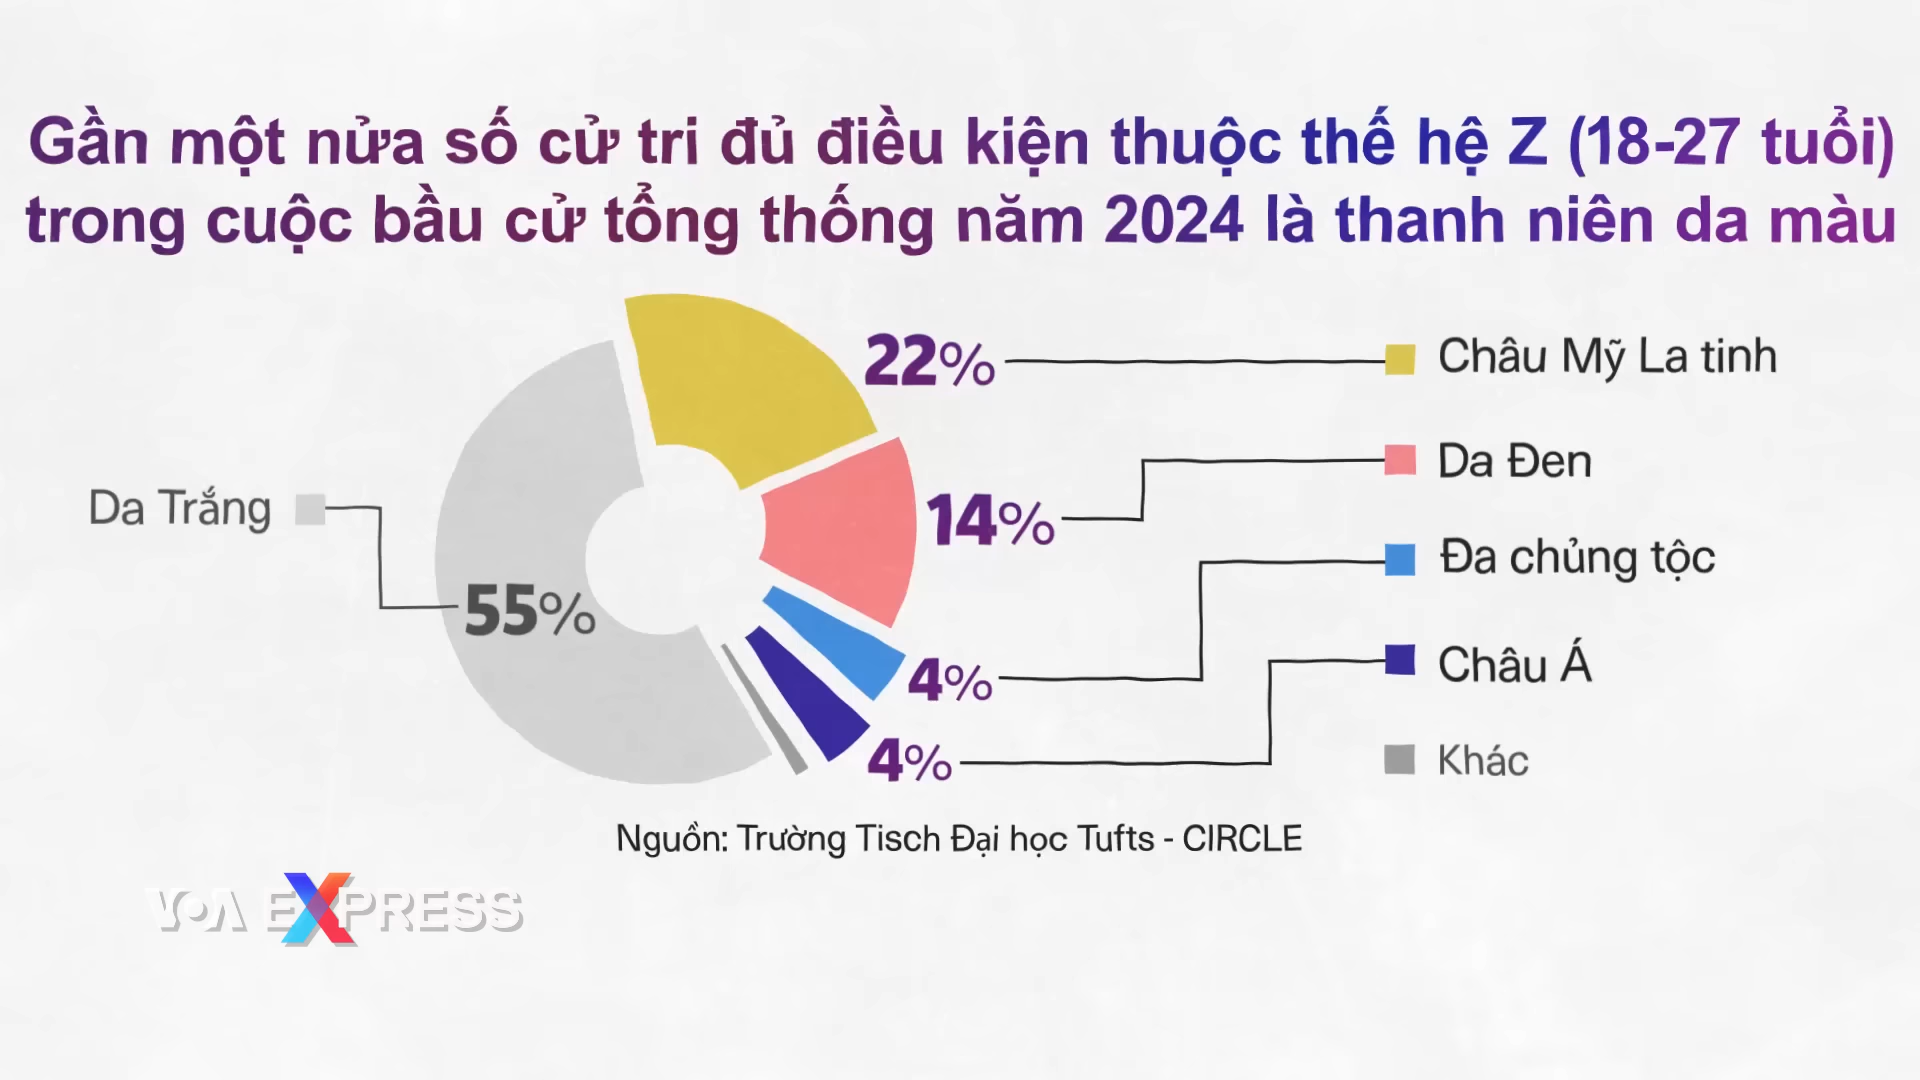 Gần một nửa số cử tri đủ điều kiện thuộc thế hệ Z (18-27 tuổi)
trong cuộc bầu cử tổng thống năm 2024 là thanh niên da màu
22%
Châu Mỹ La tinh
Da Đen
Da Trắng
14%
Đa chủng tộc
55%
4%
Châu Á
4%
Khác
Nguồn: Trường Tisch Đại học Tufts - CIRCLE
VOA EXPRESS